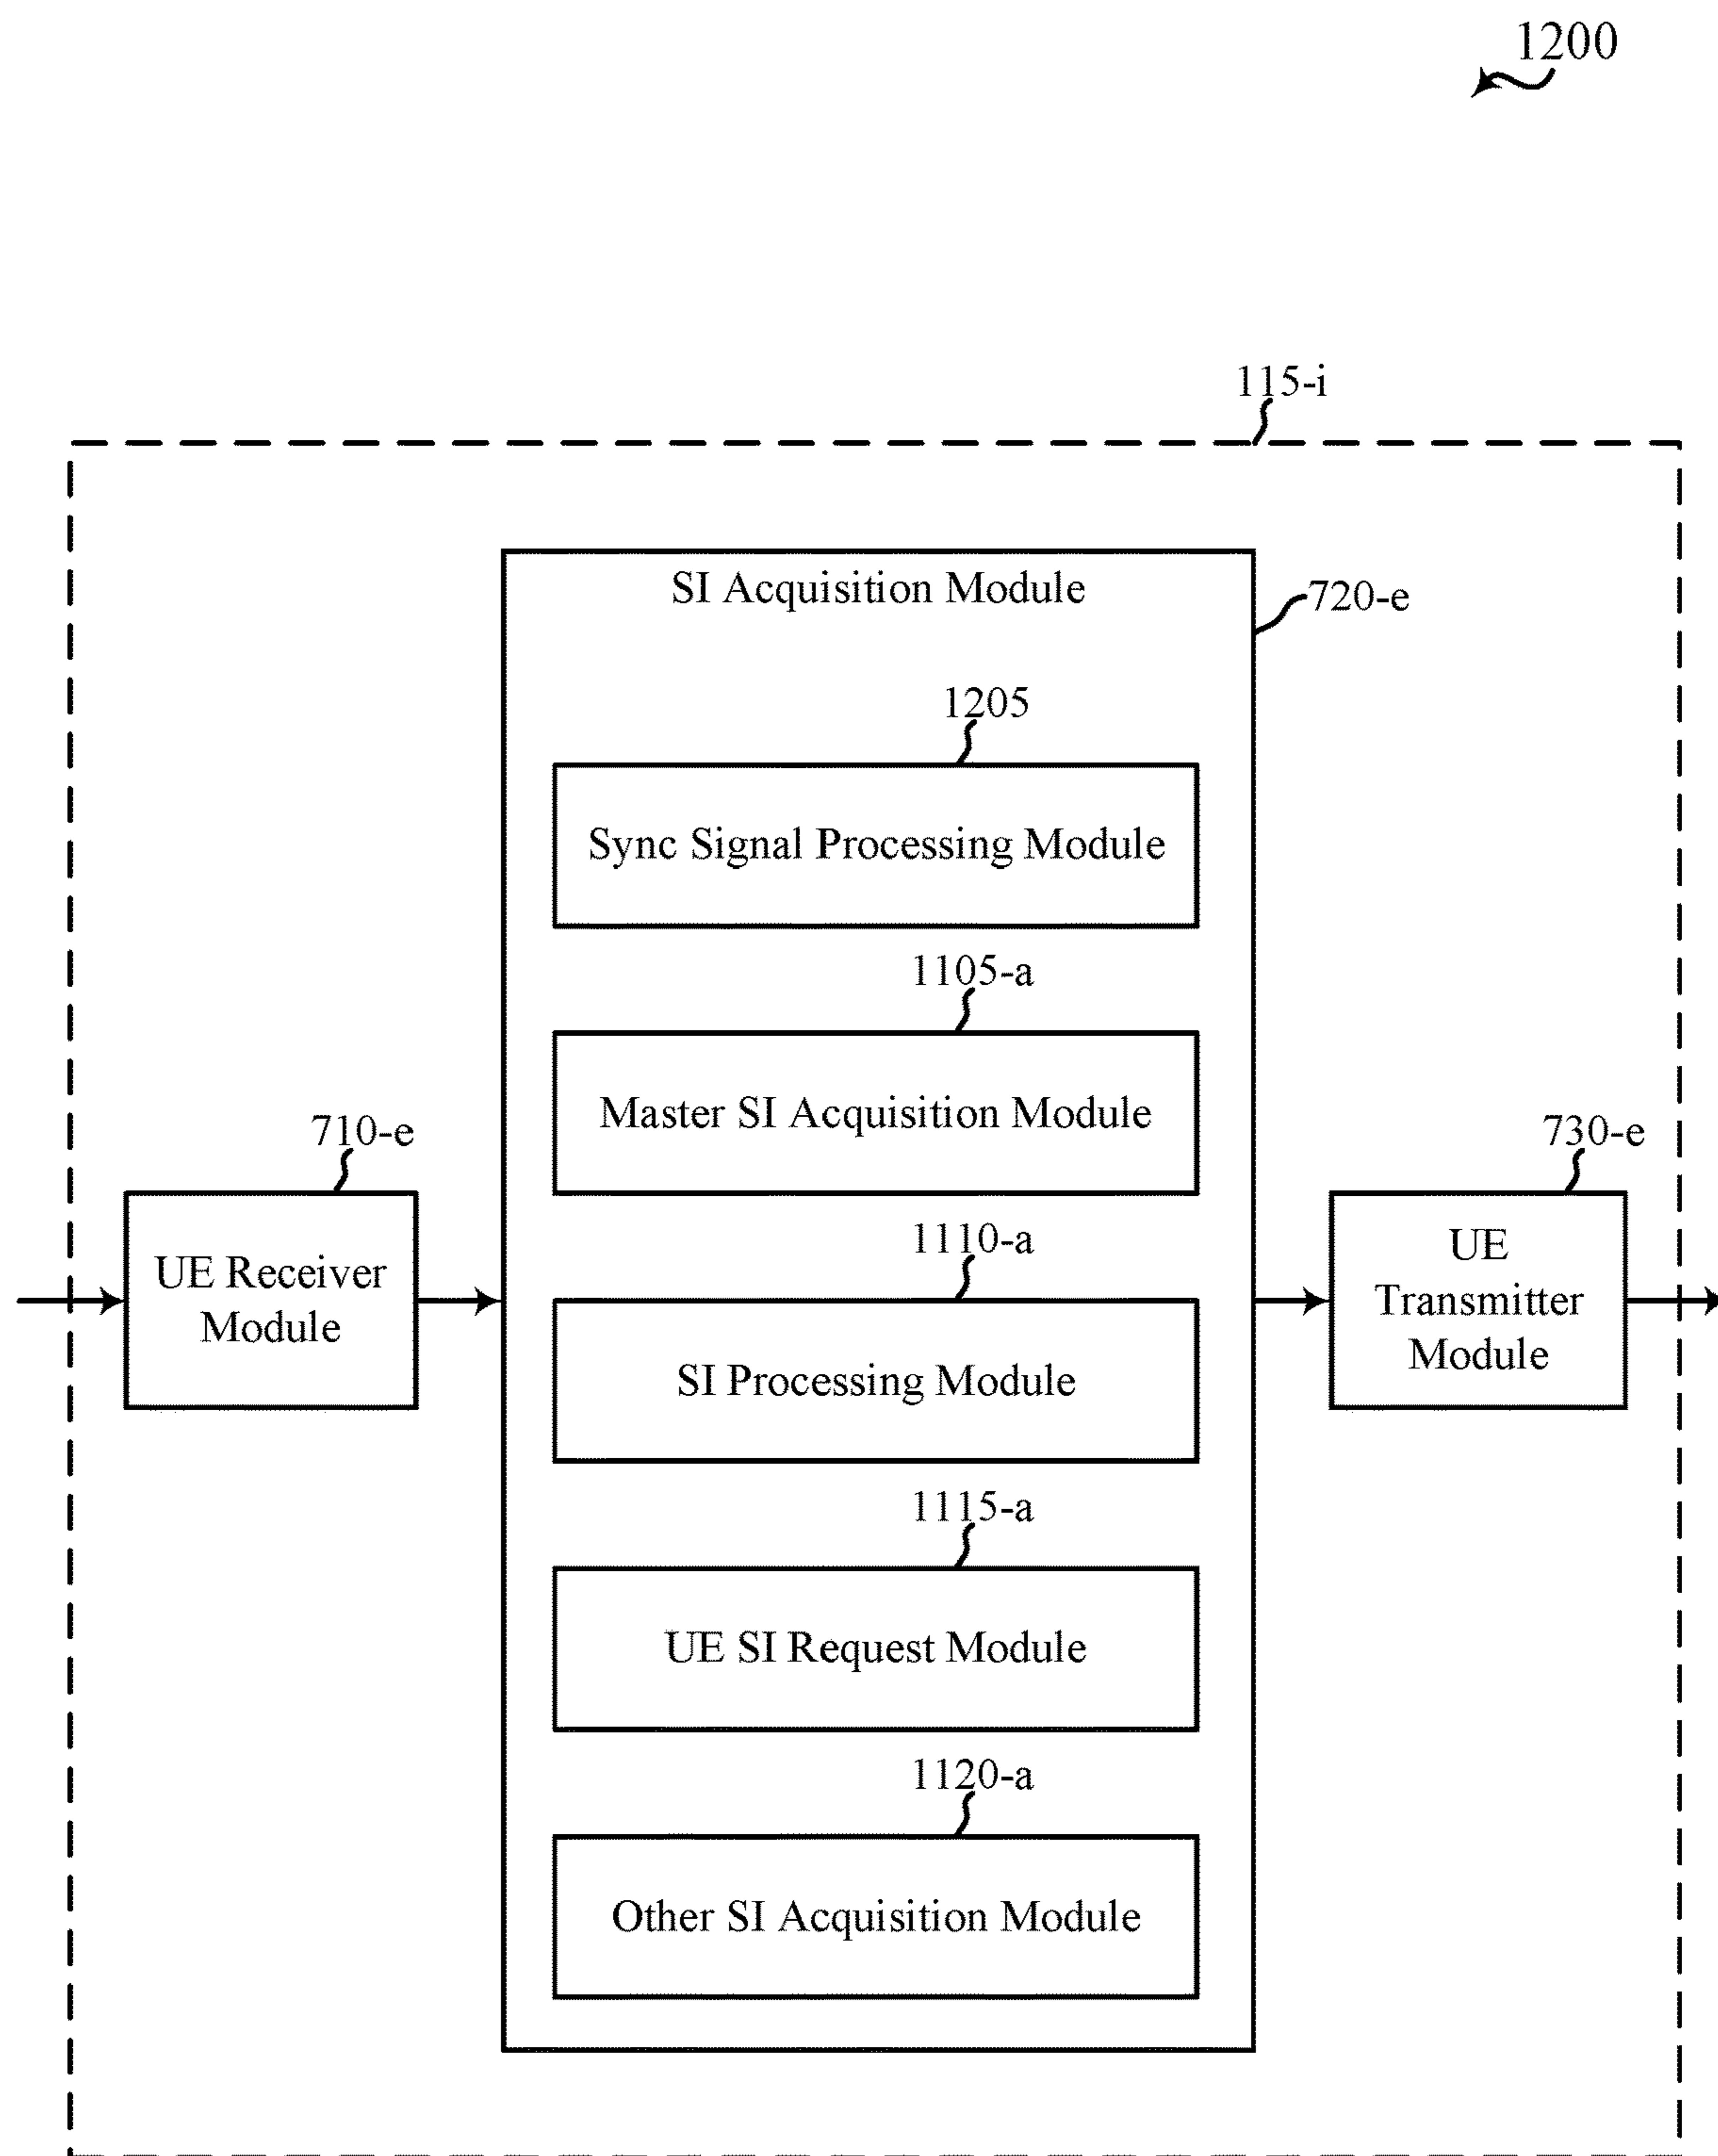 1200
115-i
SI Acquisition Module
720-e
1205
Sync Signal Processing Module
1105-a
Master SI Acquisition Module
710-e
UE Receiver
Module
1110-a
SI Processing Module
730-e
UE
Transmitter
Module
1115-a
UE SI Request Module
1120-a
Other SI Acquisition Module